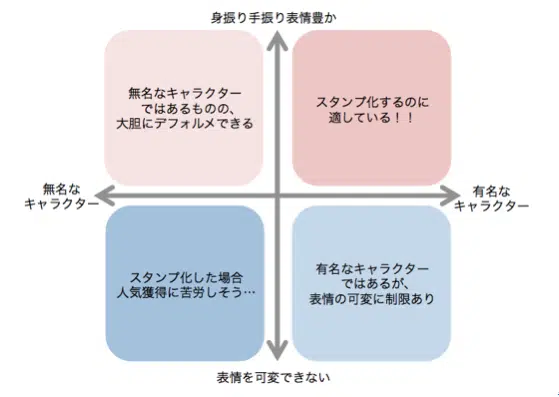 身振り手振り表情豊か
無名なキャラクター
ではあるものの、
大胆にデフォルメできる
スタンプ化するのに
適している！！
無名な
キャラクター
有名な
キャラクター
スタンプ化した場合
人気獲得に苦労しそう…
有名なキャラクター
ではあるが、
表情の可変に制限あり
表情を可変できない